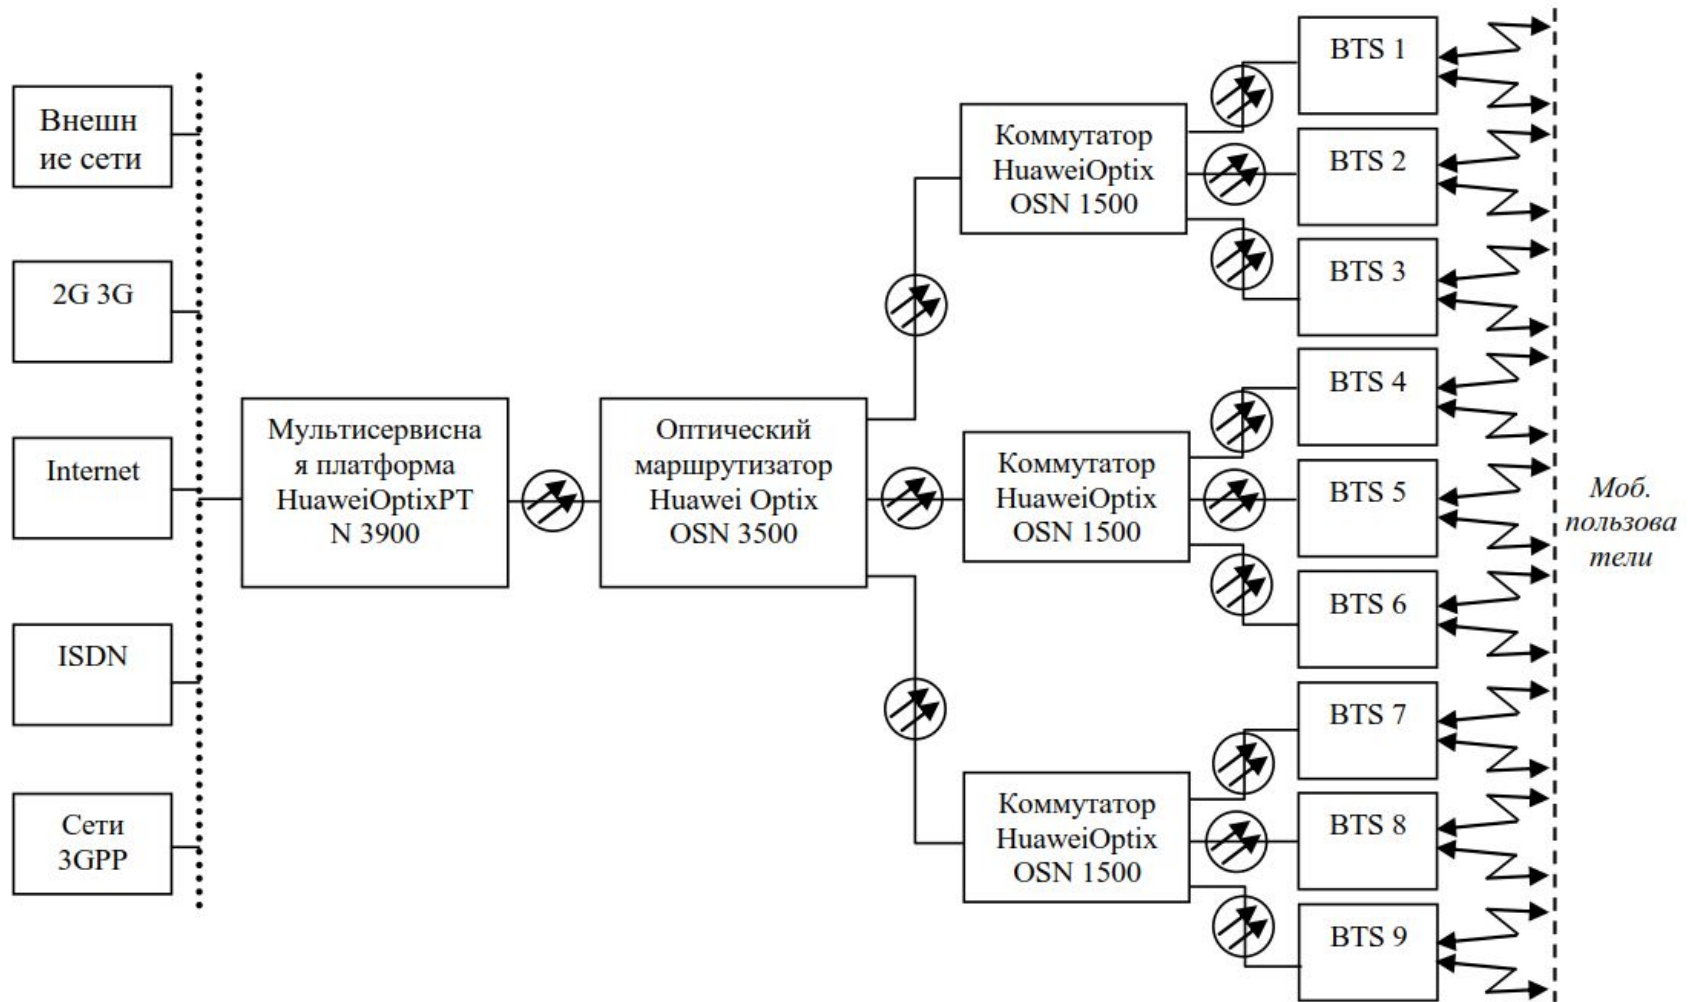 Внешн
ие сети
2G 3G
Internet
ISDN
Сети
3GPP
Мультисервисна
я платформа
HuaweiOptixPT
N 3900
Оптический
маршрутизатор
Huawei Optix
OSN 3500
Коммутатор
HuaweiOptix
OSN 1500
Коммутатор
HuaweiOptix
OSN 1500
Коммутатор
HuaweiOptix
OSN 1500
BTS 1
BTS 2
BTS 3
BTS 4
BTS 5
BTS 6
BTS 7
BTS 8
BTS 9
Моб.
пользова
тели